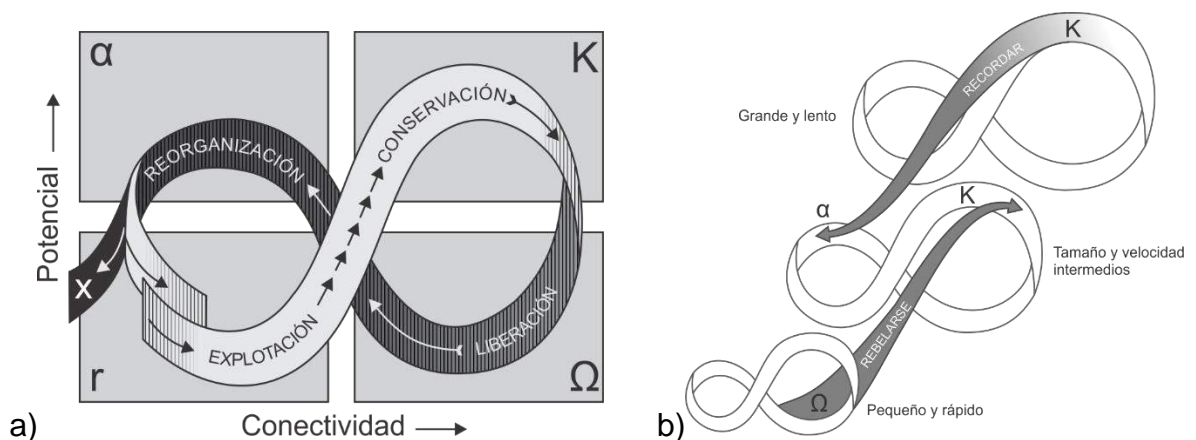 α
K
REORGANIZACIÓN
CONSERVACIÓN
Potencial
X
EXPLOTACIÓN
LIBERACIÓN
r
Ω
a)
Conectividad
K
RECORDAR
Grande y lento
α
K
Tamaño y velocidad
intermedios
REBELARSE
Ω
Pequeño y rápido
b)